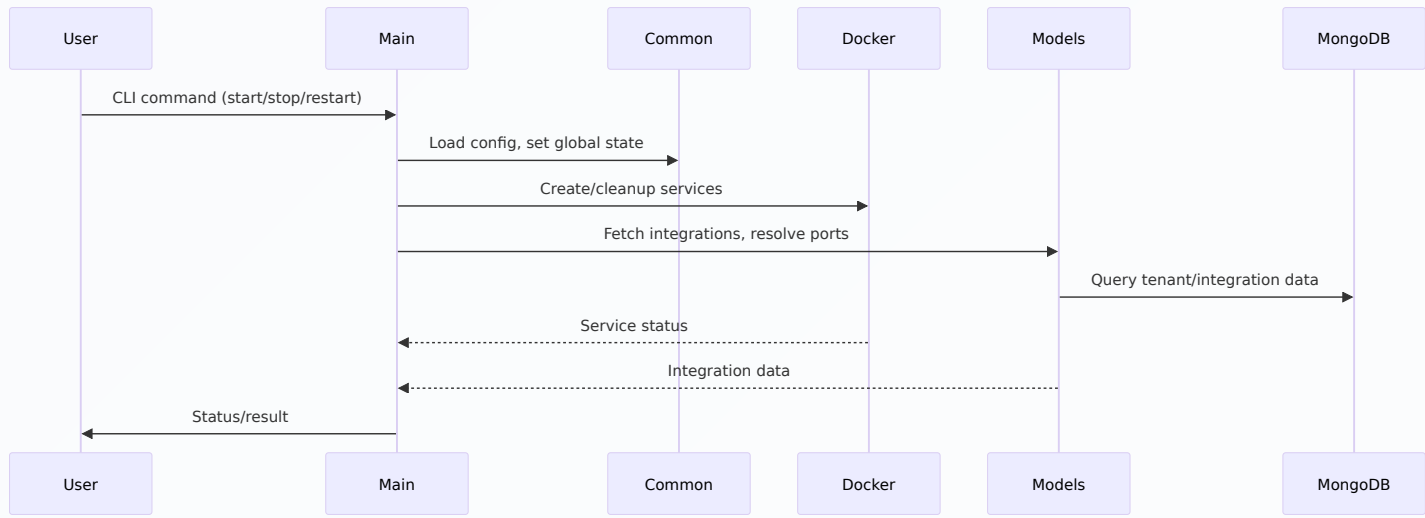 User
Main
Common
Docker
Models
MongoDB
CLI command (start/stop/restart)
Load config, set global state
Create/cleanup services
Fetch integrations, resolve ports
Query tenant/integration data
Service status
Integration data
Status/result
User
Main
Common
Docker
Models
MongoDB